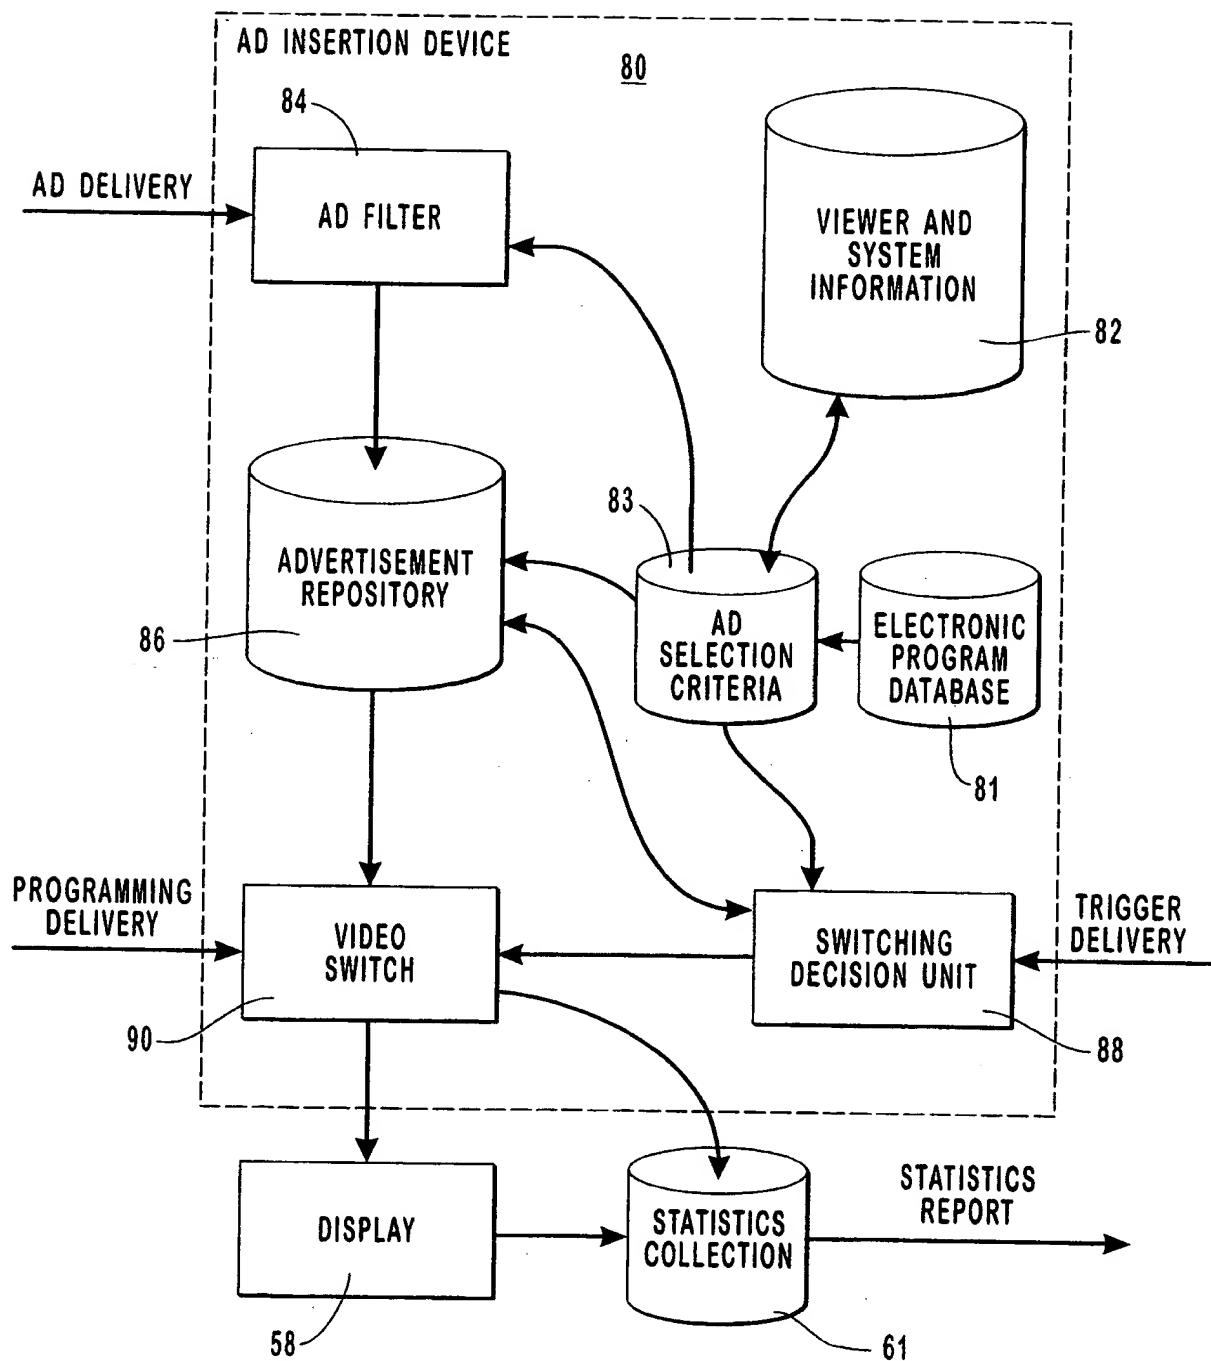 AD INSERTION DEVICE
80
84
AD DELIVERY
AD FILTER
VIEWER AND
SYSTEM
INFORMATION
82
83
ADVERTISEMENT
REPOSITORY
86
AD
SELECTION
CRITERIA
ELECTRONIC
PROGRAM
DATABASE
81
PROGRAMMING
DELIVERY
VIDEO
SWITCH
90
SWITCHING
DECISION UNIT
88
TRIGGER
DELIVERY
DISPLAY
58
STATISTICS
COLLECTION
61
STATISTICS
REPORT